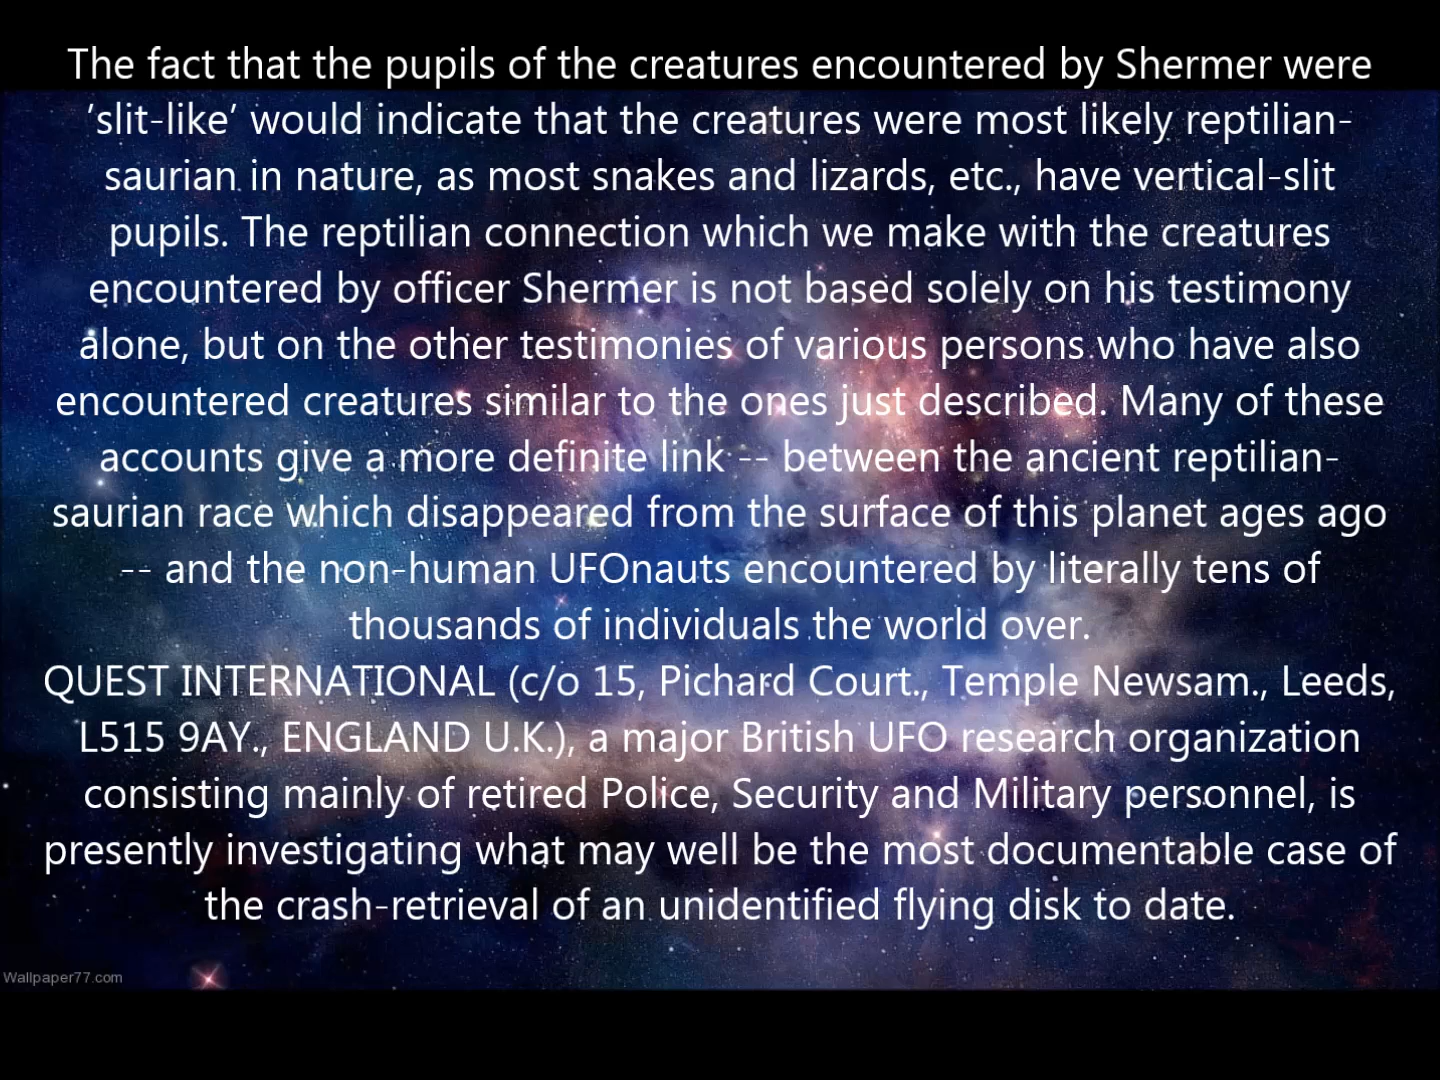 The fact that the pupils of the creatures encountered by Shermer were
'slit-like' would indicate that the creatures were most likely reptilian-
saurian in nature, as most snakes and lizards, etc., have vertical-slit
pupils. The reptilian connection which we make with the creatures
encountered by officer Shermer is not based solely on his testimony
alone, but on the other testimonies of various persons who have also
encountered creatures similar to the ones just described. Many of these
accounts give a more definite link -- between the ancient reptilian-
saurian race which disappeared from the surface of this planet ages ago
-- and the non-human UFOnauts encountered by literally tens of
thousands of individuals the world over.
QUEST INTERNATIONAL (c/o 15, Pichard Court., Temple Newsam., Leeds,
L515 9AY., ENGLAND U.K.), a major British UFO research organization
consisting mainly of retired Police, Security and Military personnel, is
presently investigating what may well be the most documentable case of
the crash-retrieval of an unidentified flying disk to date.
Wallpaper77.com